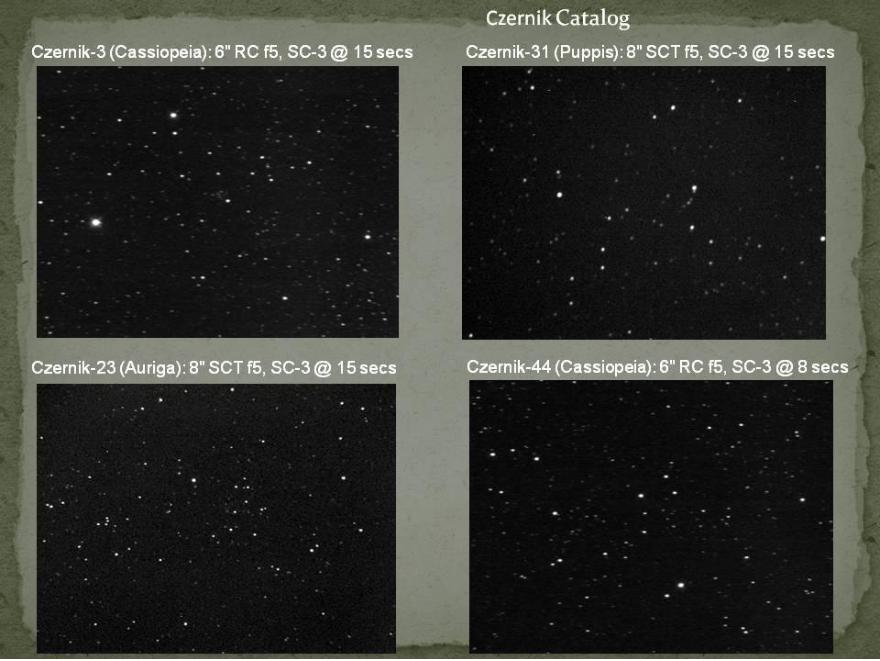 Czernik Catalog
Czernik-3 (Cassiopeia): 6" RC f5, SC-3 @ 15 secs
Czernik-31 (Puppis): 8" SCT f5, SC-3 @ 15 secs
Czernik-23 (Auriga): 8" SCT f5, SC-3 @ 15 secs
Czernik-44 (Cassiopeia): 6" RC f5, SC-3 @ 8 secs